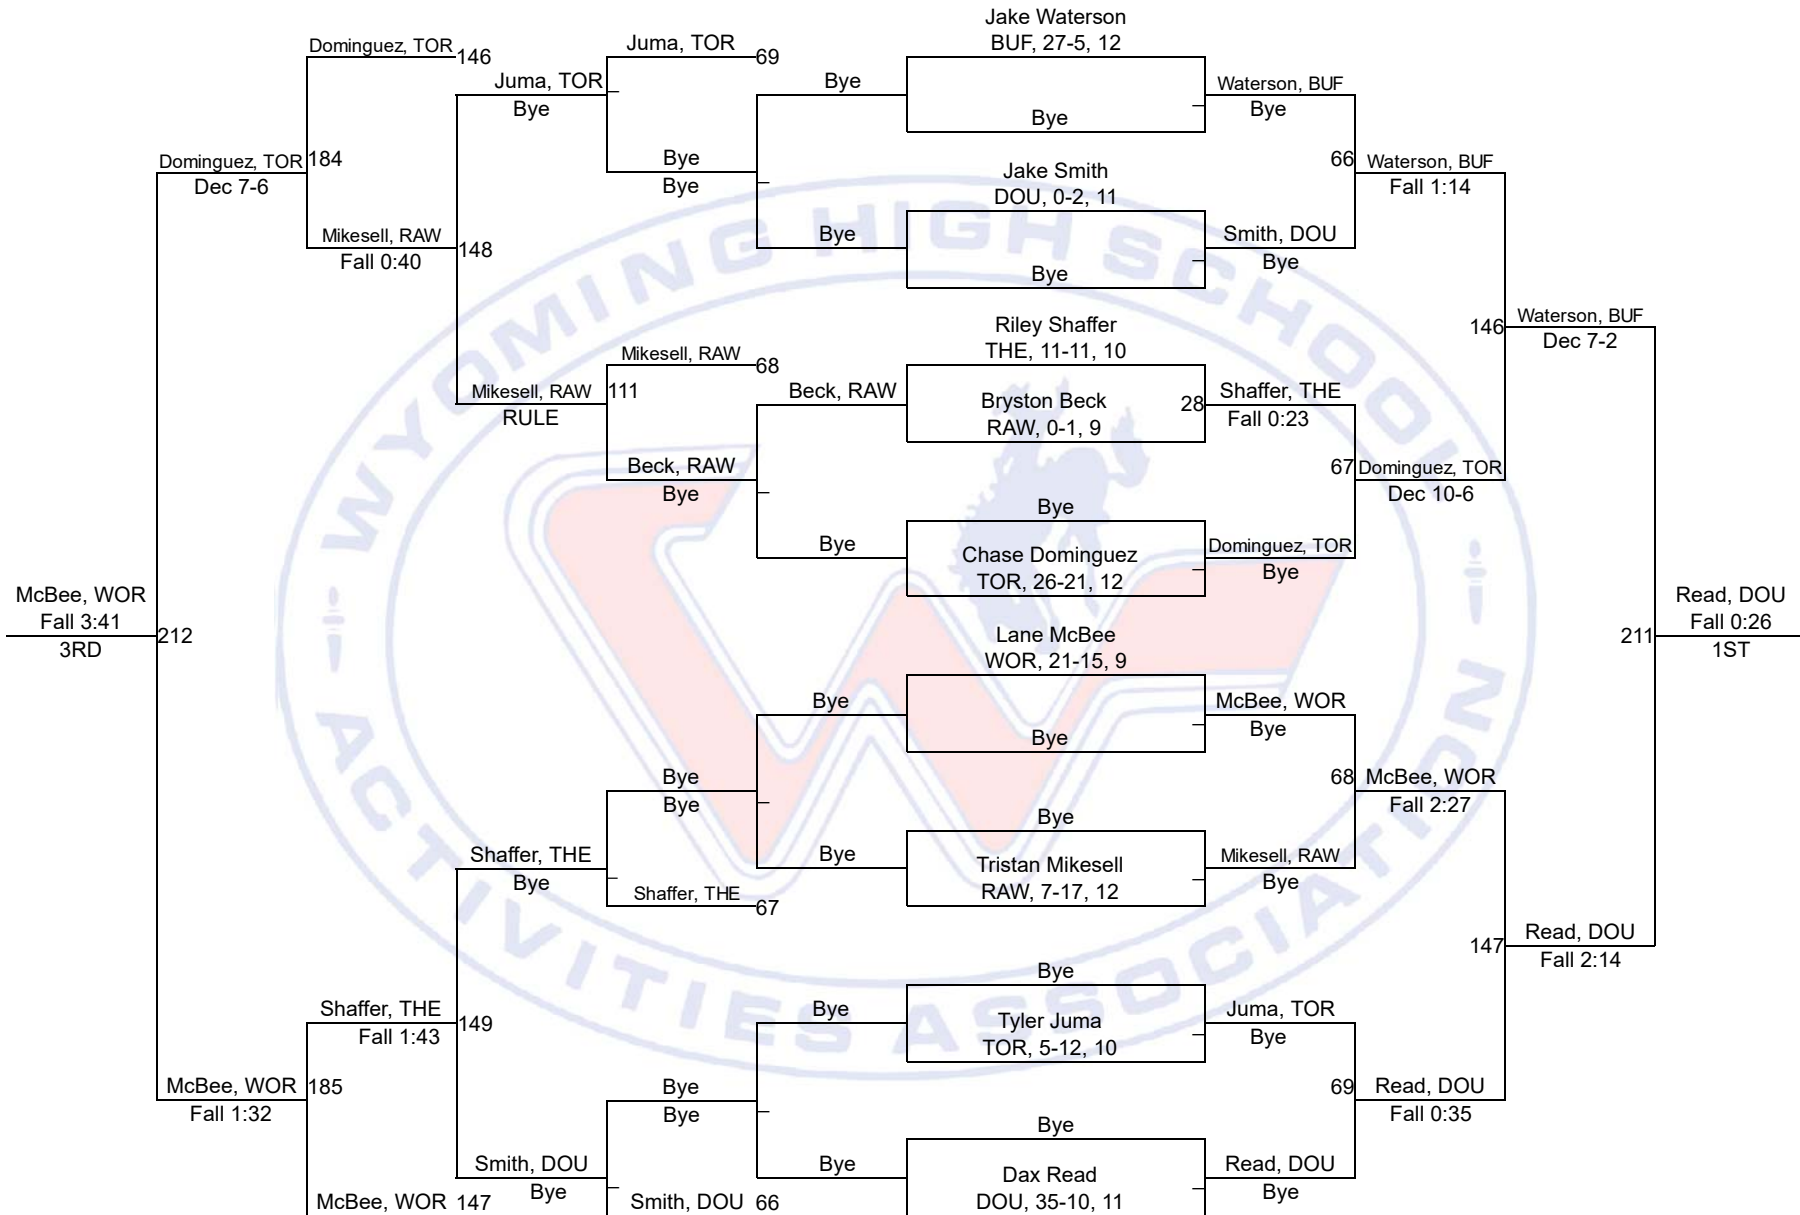 Dominguez, TOR
146
184
Dominguez, TOR
Dec 7-6
Mikesell, RAW
Fall 0:40
148
Juma, TOR
Bye
Juma, TOR
69
Bye
Bye
Mikesell, RAW
RULE
111
Mikesell, RAW
68
Beck, RAW
Bye
McBee, WOR
Fall 3:41
3RD
212
Bye
Bye
Shaffer, THE
Bye
Shaffer, THE
67
Shaffer, THE
Fall 1:43
149
McBee, WOR
Fall 1:32
185
Bye
Bye
Smith, DOU
Bye
McBee, WOR
147
Smith, DOU
66
Bye
Bye
Beck, RAW
Bye
Bye
Bye
Bye
Bye
Jake Waterson
BUF, 27-5, 12
Bye
Jake Smith
DOU, 0-2, 11
Bye
Riley Shaffer
THE, 11-11, 10
Bryston Beck
RAW, 0-1, 9
28
Bye
Chase Dominguez
TOR, 26-21, 12
Lane McBee
WOR, 21-15, 9
Bye
Bye
Tristan Mikesell
RAW, 7-17, 12
Bye
Tyler Juma
TOR, 5-12, 10
Bye
Dax Read
DOU, 35-10, 11
Waterson, BUF
Bye
Smith, DOU
Bye
Shaffer, THE
Fall 0:23
Dominguez, TOR
Bye
McBee, WOR
Bye
Mikesell, RAW
Bye
Juma, TOR
Bye
Read, DOU
Bye
66
Waterson, BUF
Fall 1:14
67
Dominguez, TOR
Dec 10-6
68
McBee, WOR
Fall 2:27
69
Read, DOU
Fall 0:35
146
Waterson, BUF
Dec 7-2
147
Read, DOU
Fall 2:14
211
Read, DOU
Fall 0:26
1ST
WYOMING HIGH SCHOOL
ACTIVITIES ASSOCIATION